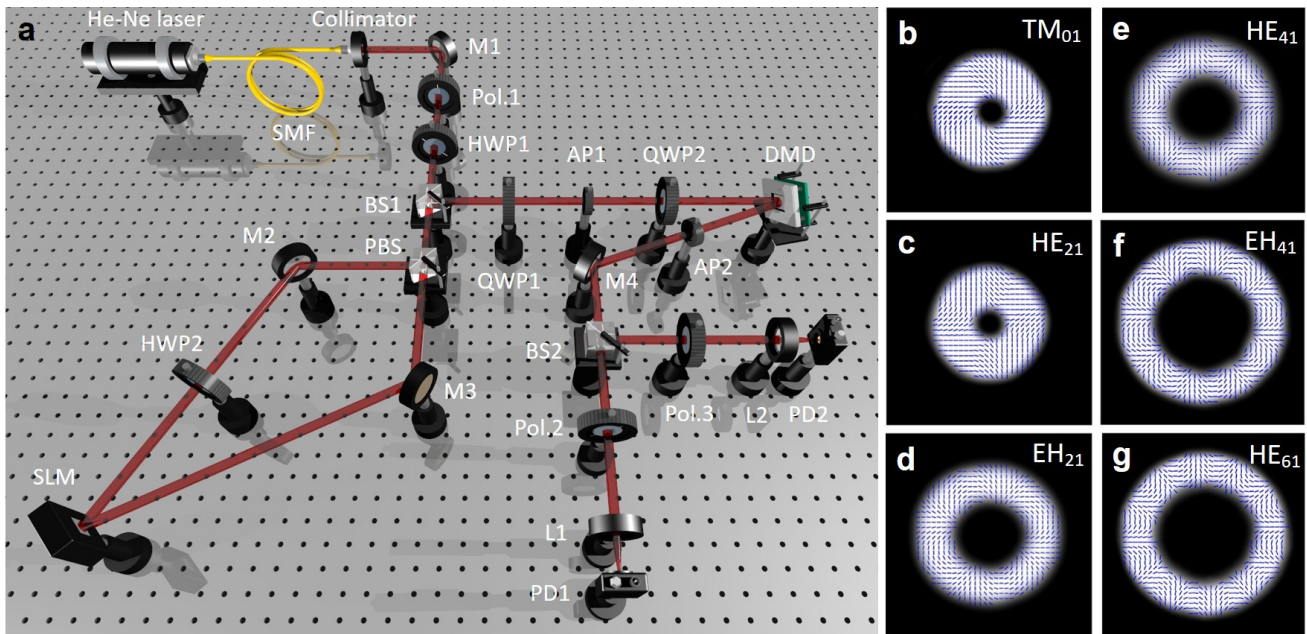 a
He-Ne laser
Collimator
M1
Pol.1
SMF
HWP1
AP1
QWP2
DMD
BS1
M2
PBS
QWP1
M4
AP2
HWP2
BS2
M3
Pol.3
L2
PD2
Pol.2
SLM
L1
PD1
b
TM₀₁
c
HE₂₁
d
EH₂₁
e
HE₄₁
f
EH₄₁
g
HE₆₁